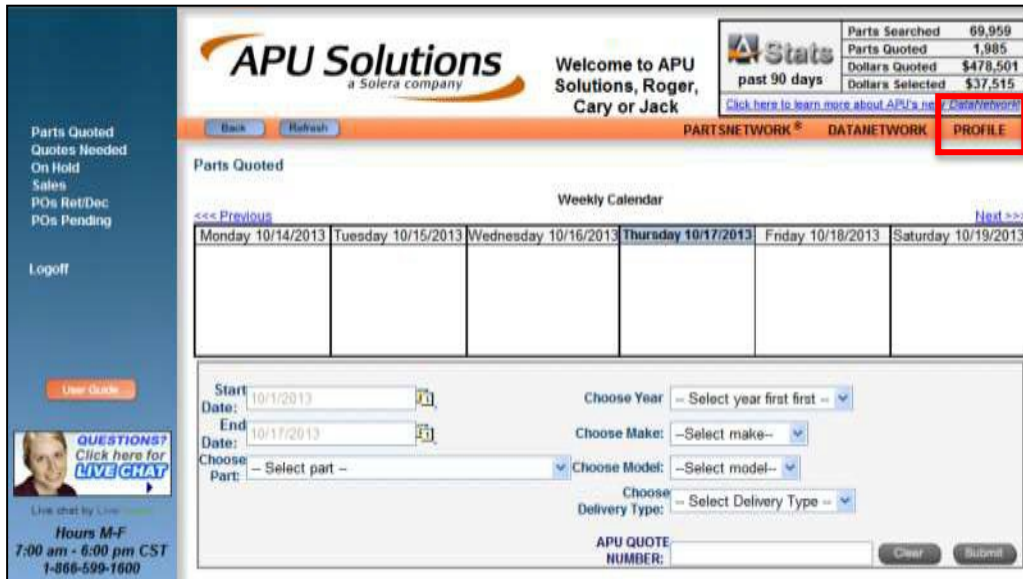 APU Solutions
a Solera company
Welcome to APU
Solutions, Roger,
Cary or Jack
Stats
past 90 days
Parts Searched 69,959
Parts Quoted 1,985
Dollars Quoted $478,501
Dollars Selected $37,515
Click here to learn more about APU's new DataNetwork!
Back Refresh
PARTSNETWORK ® DATANETWORK PROFILE
Parts Quoted
Quotes Needed
On Hold
Sales
POs Ret/Dec
POs Pending
Logoff
User Guide
QUESTIONS?
Click here for
LIVE CHAT
Live chat by Live
Hours M-F
7:00 am - 6:00 pm CST
1-866-599-1600
Parts Quoted
Weekly Calendar
<<< Previous Next >>>
Monday 10/14/2013 Tuesday 10/15/2013 Wednesday 10/16/2013 Thursday 10/17/2013 Friday 10/18/2013 Saturday 10/19/2013
Start
Date: 10/1/2013
End
Date: 10/17/2013
Choose
Part: -- Select part --
Choose Year -- Select year first first --
Choose Make: --Select make--
Choose Model: --Select model--
Choose
Delivery Type: -- Select Delivery Type --
APU QUOTE
NUMBER:
Clear Submit